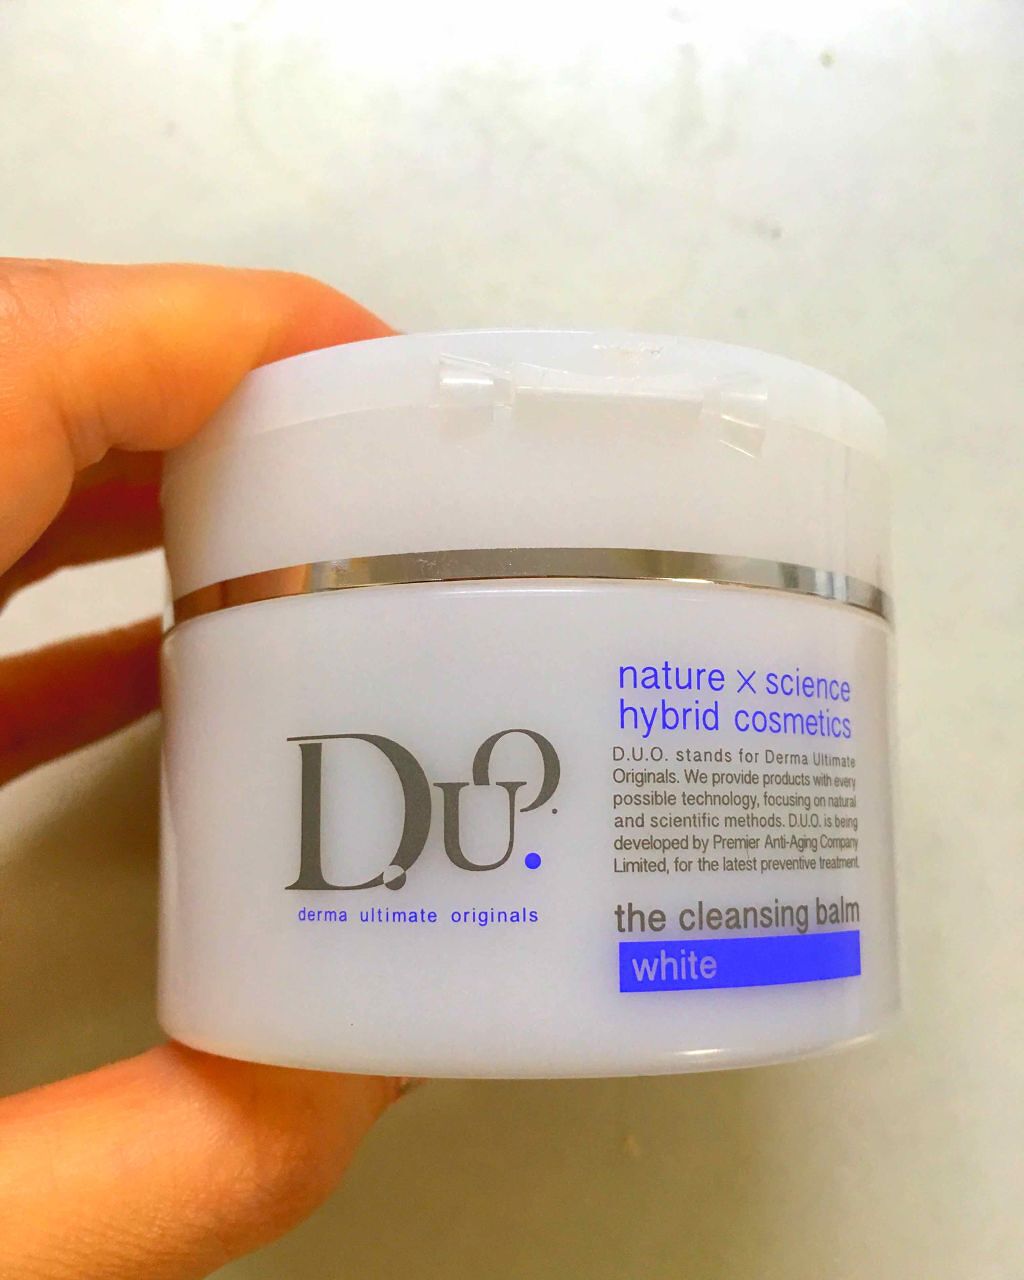 D.U.O.
derma ultimate originals
nature × science
hybrid cosmetics
D.U.O. stands for Derma Ultimate
Originals. We provide products with every
possible technology, focusing on natural
and scientific methods. D.U.O. is being
developed by Premier Anti-Aging Company
Limited, for the latest preventive treatment.
the cleansing balm
white